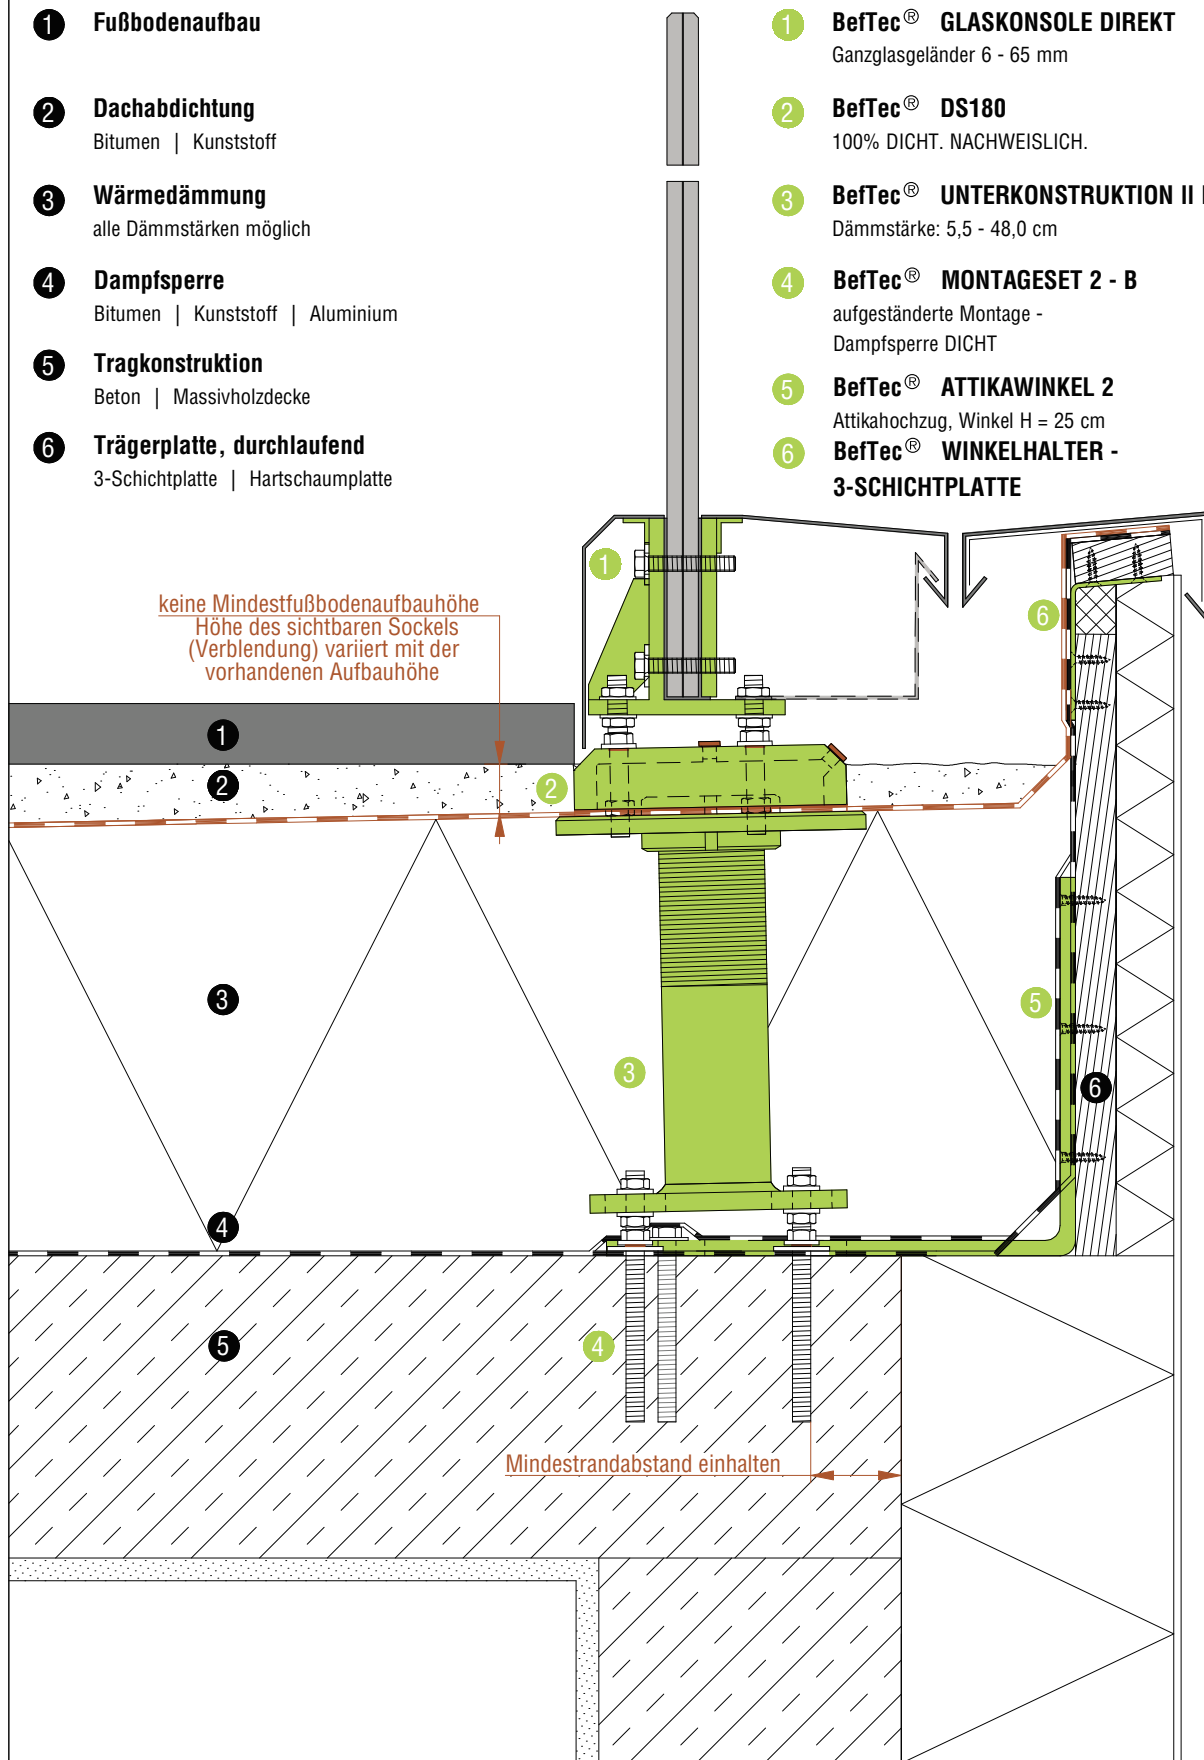 1 Fußbodenaufbau
2 Dachabdichtung
Bitumen | Kunststoff
3 Wärmedämmung
alle Dämmstärken möglich
4 Dampfsperre
Bitumen | Kunststoff | Aluminium
5 Tragkonstruktion
Beton | Massivholzdecke
6 Trägerplatte, durchlaufend
3-Schichtplatte | Hartschaumplatte
1 BefTec® GLASKONSOLE DIREKT
Ganzglasgeländer 6 - 65 mm
2 BefTec® DS180
100% DICHT. NACHWEISLICH.
3 BefTec® UNTERKONSTRUKTION II
Dämmstärke: 5,5 - 48,0 cm
4 BefTec® MONTAGESET 2 - B
aufgeständerte Montage -
Dampfsperre DICHT
5 BefTec® ATTIKAWINKEL 2
Attikahochzug, Winkel H = 25 cm
6 BefTec® WINKELHALTER -
3-SCHICHTPLATTE
1
6
keine Mindestfußbodenaufbauhöhe
Höhe des sichtbaren Sockels
(Verblendung) variiert mit der
vorhandenen Aufbauhöhe
1
2
2
3
5
3
6
4
5
4
Mindestrandabstand einhalten